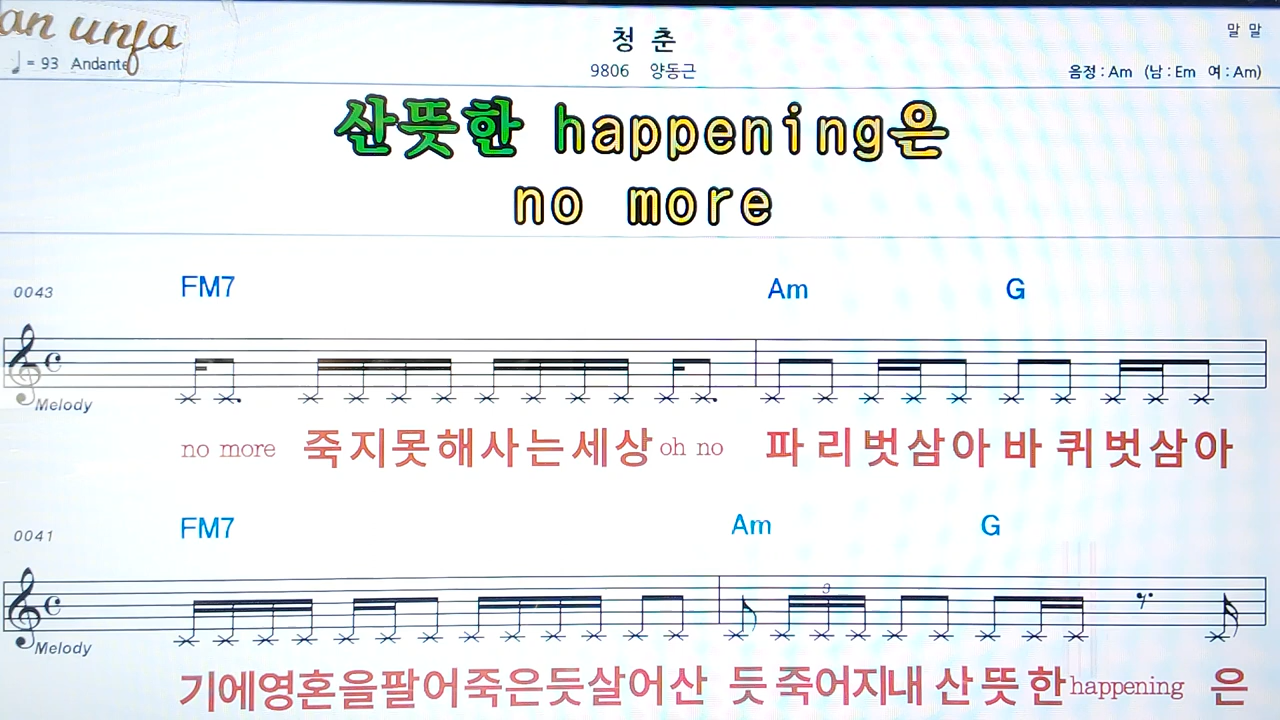 an unfa
♩ = 93 Andante
청 춘
9806 양동근
말 말
음정 : Am (남 : Em 여 : Am)
산뜻한 happening은
no more
0043
FM7 Am G
Melody
no more 죽지못해사는세상 oh no 파리벗삼아바퀴벗삼아
0041
FM7 Am G
3
Melody
기에영혼을팔어죽은듯살어산 듯죽어지내 산뜻한 happening 은